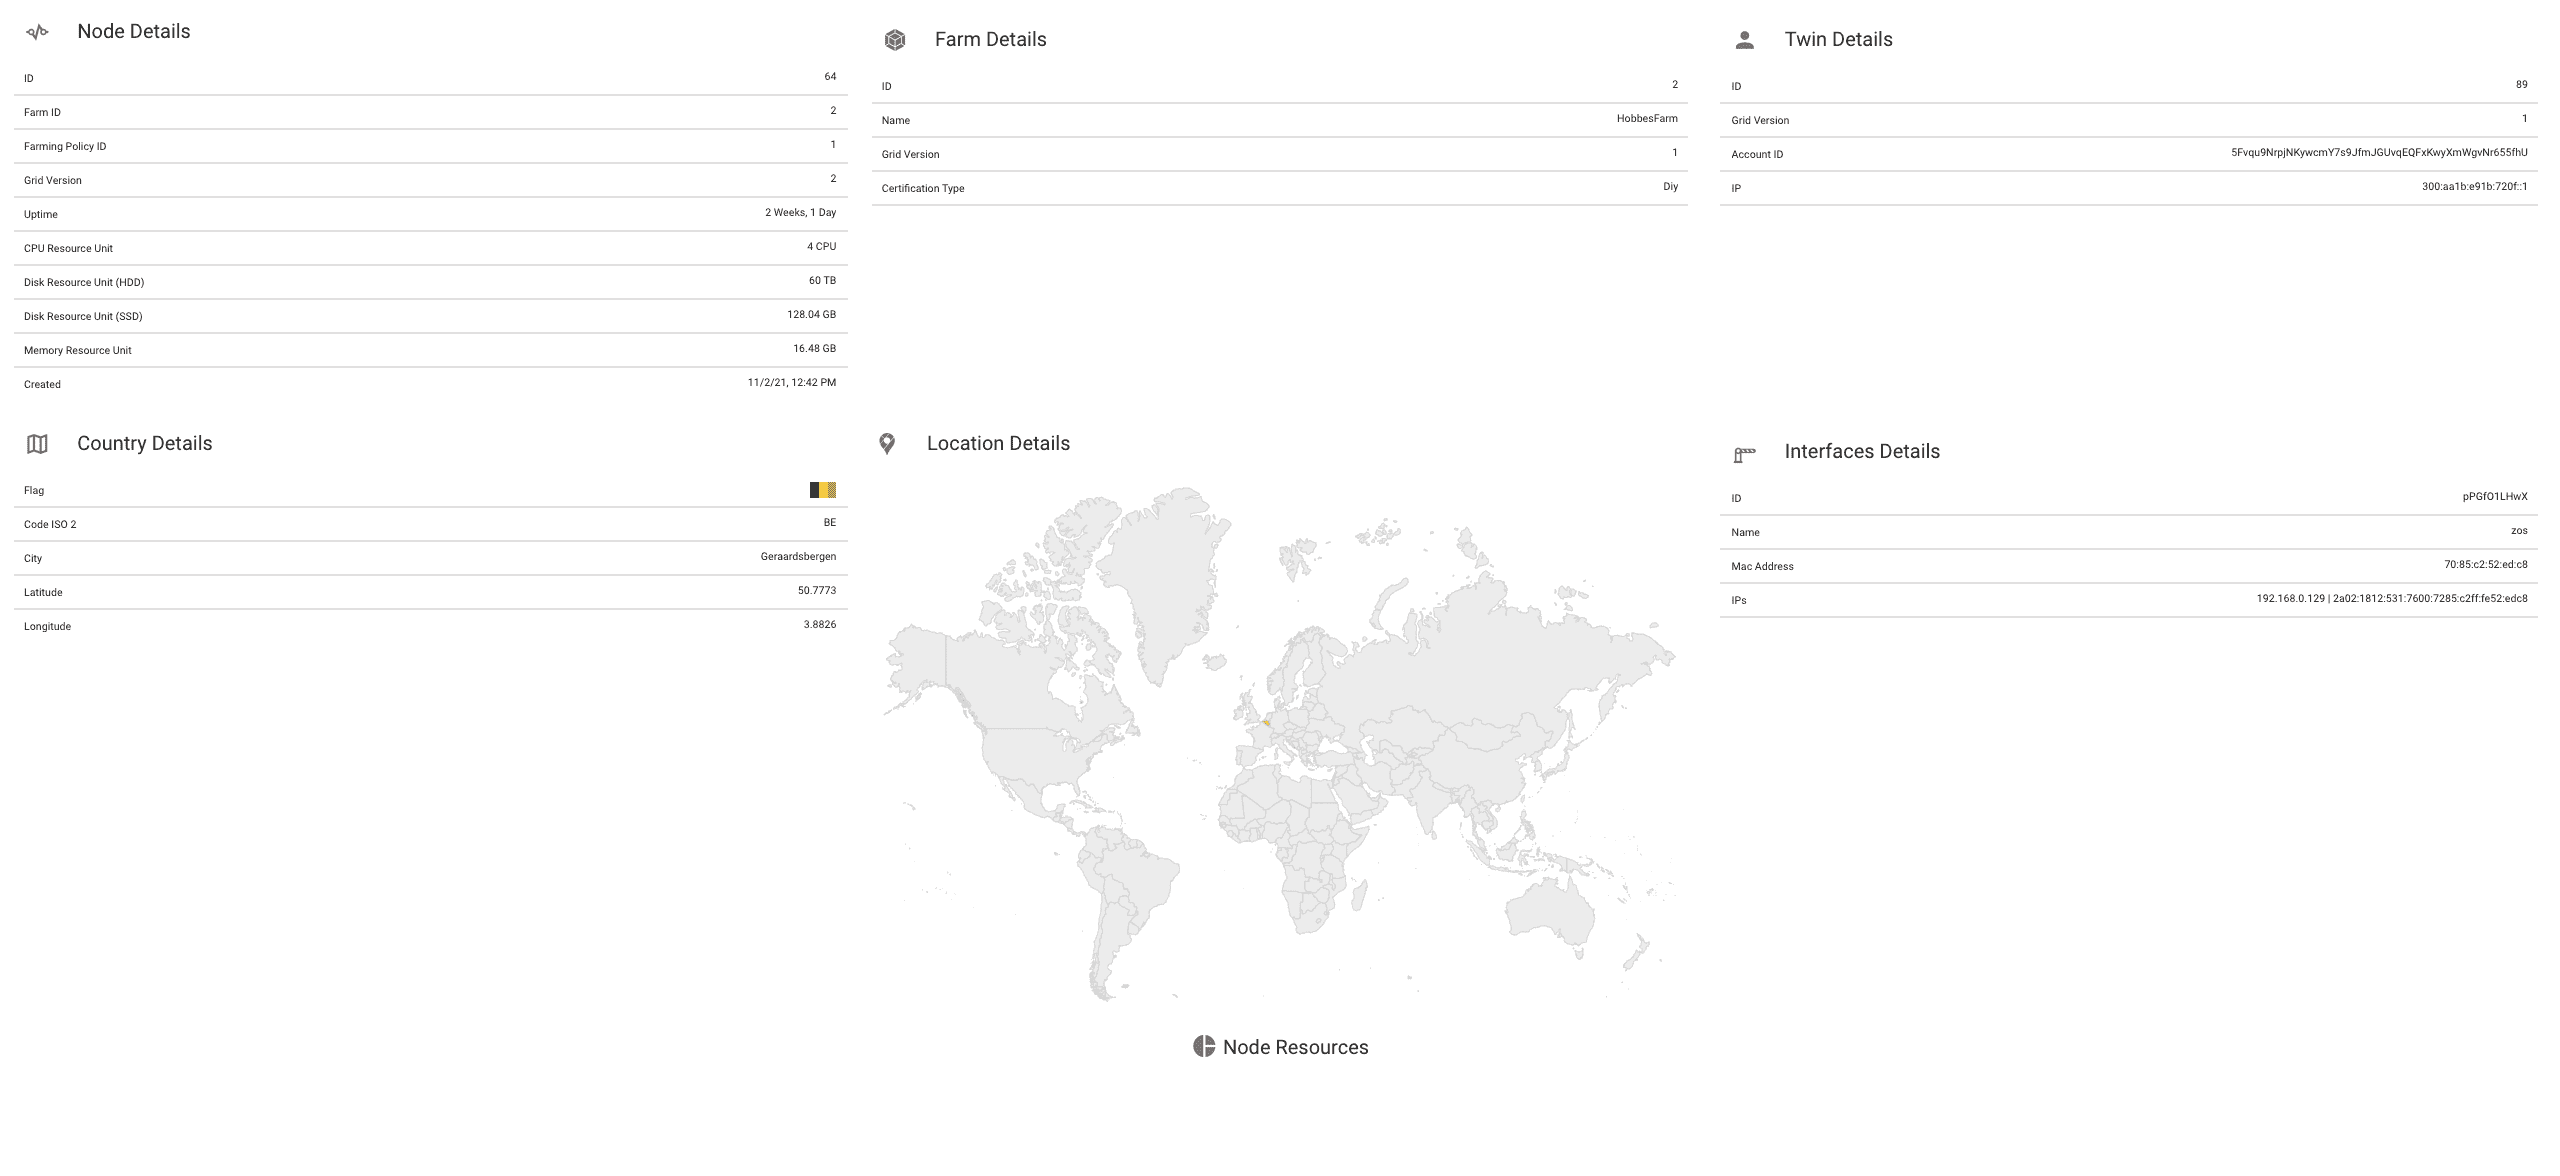 Node Details
ID 64
Farm ID 2
Farming Policy ID 1
Grid Version 2
Uptime 2 Weeks, 1 Day
CPU Resource Unit 4 CPU
Disk Resource Unit (HDD) 60 TB
Disk Resource Unit (SSD) 128.04 GB
Memory Resource Unit 16.48 GB
Created 11/2/21, 12:42 PM
Farm Details
ID 2
Name HobbesFarm
Grid Version 1
Certification Type Diy
Twin Details
ID 89
Grid Version 1
Account ID 5Fvqu9NrpjNKywcmY7s9JfmJGUvqEQFxKwyXmWgvNr655fhU
IP 300:aa1b:e91b:720f::1
Country Details
Flag
Code ISO 2 BE
City Geraardsbergen
Latitude 50.7773
Longitude 3.8826
Location Details
Interfaces Details
ID pPGfO1LHwX
Name zos
Mac Address 70:85:c2:52:ed:c8
IPs 192.168.0.129 | 2a02:1812:531:7600:7285:c2ff:fe52:edc8
Node Resources